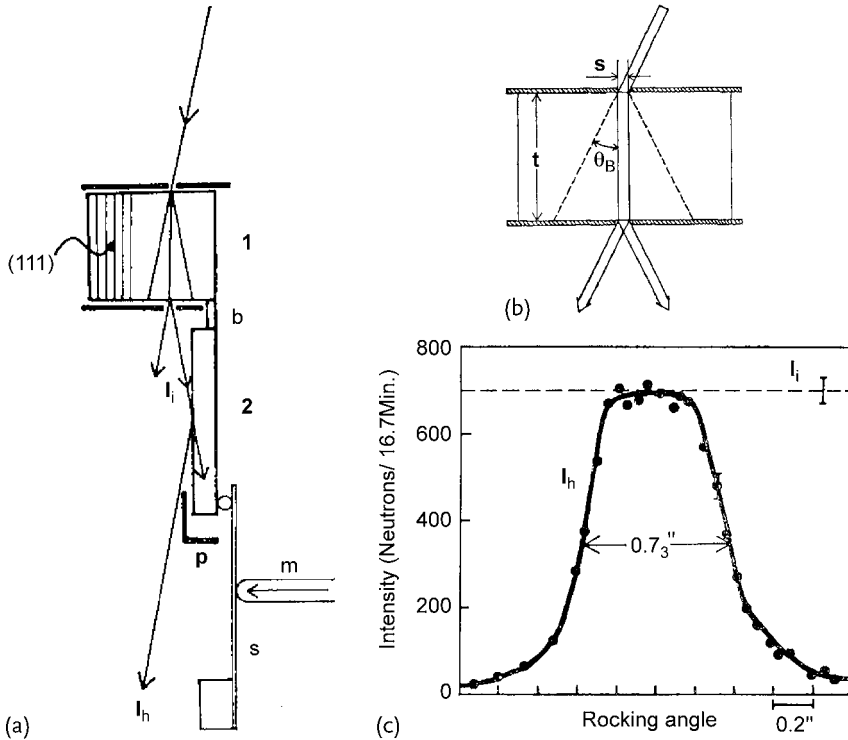 (a)
(111)
1
b
I_i
2
p
m
s
I_h
(b)
s
t
θ_B
(c)
Intensity (Neutrons/ 16.7Min.)
800
600
400
200
0
I_i
I_h
0.7₃"
Rocking angle
0.2"